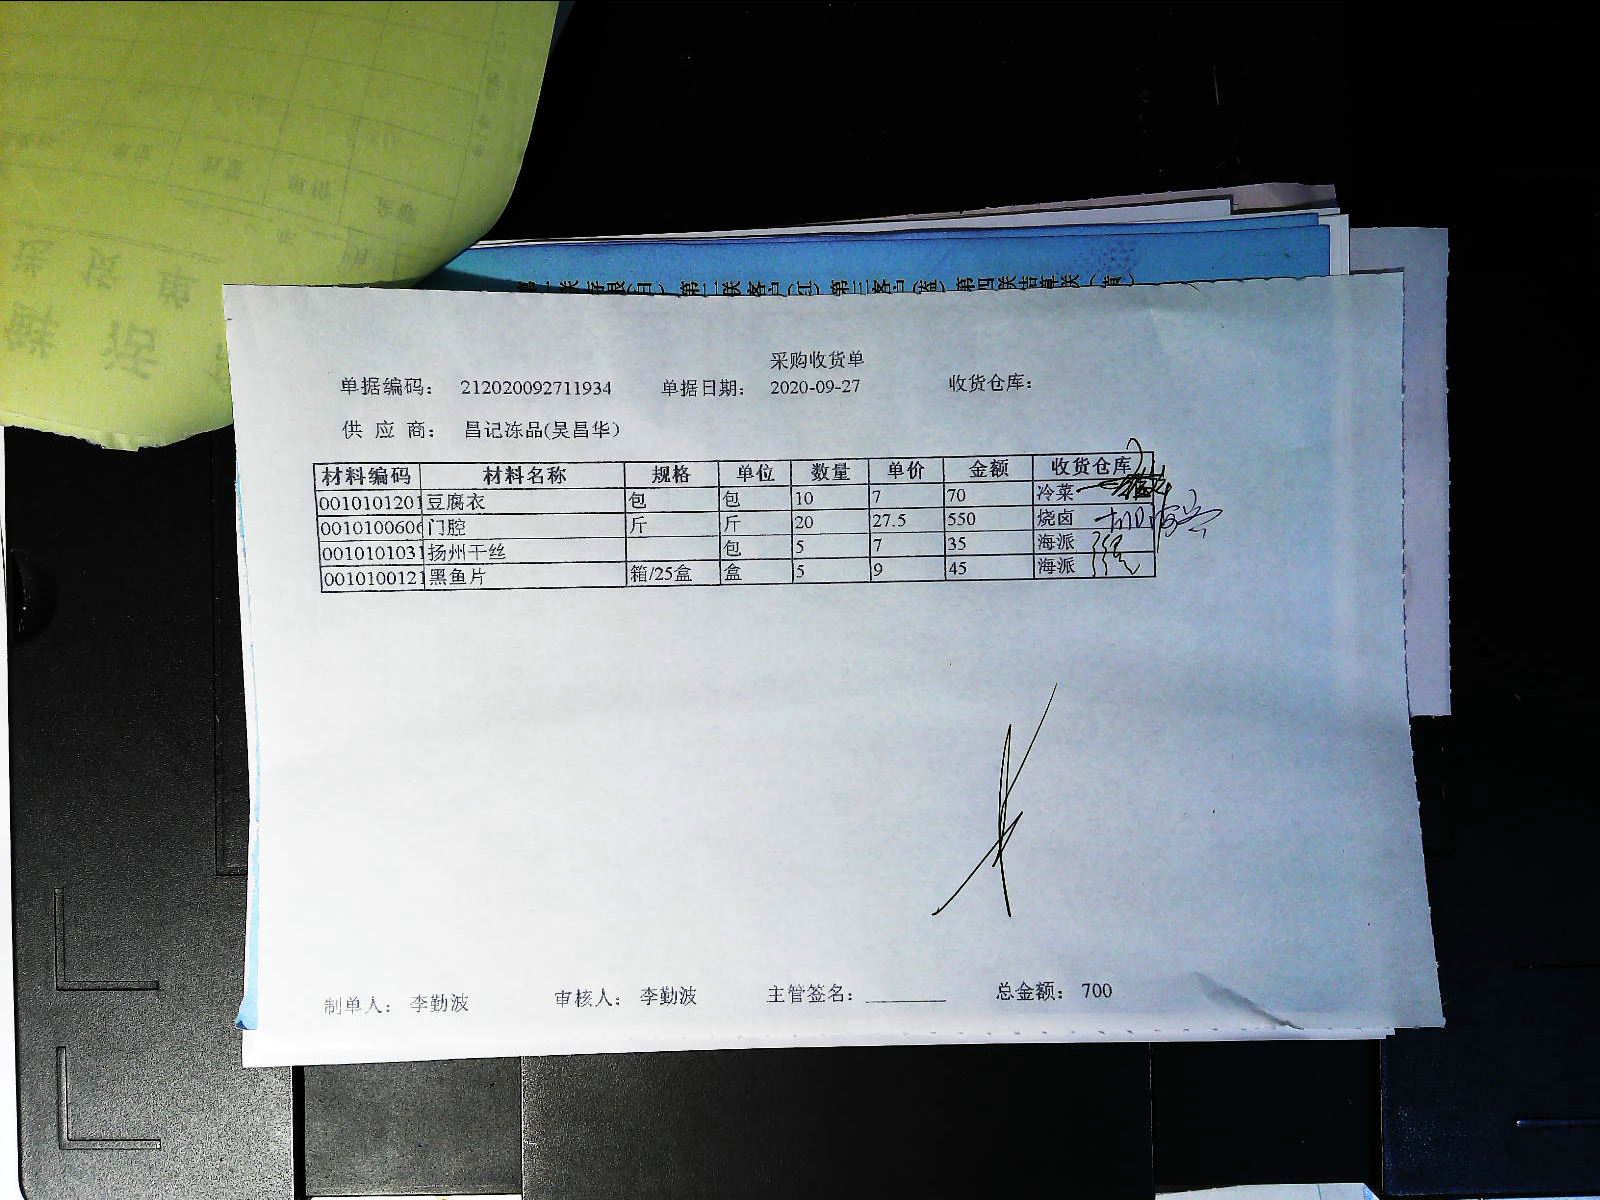 采购收货单
单据编码： 212020092711934 单据日期： 2020-09-27 收货仓库：
供 应 商： 昌记冻品(吴昌华)
材料编码 材料名称 规格 单位 数量 单价 金额 收货仓库
0010101201 豆腐衣 包 包 10 7 70 冷菜
0010100606 门腔 斤 斤 20 27.5 550 烧卤
0010101031 扬州干丝 包 5 7 35 海派
0010100121 黑鱼片 箱/25盒 盒 5 9 45 海派
制单人： 李勤波 审核人： 李勤波 主管签名： 总金额： 700